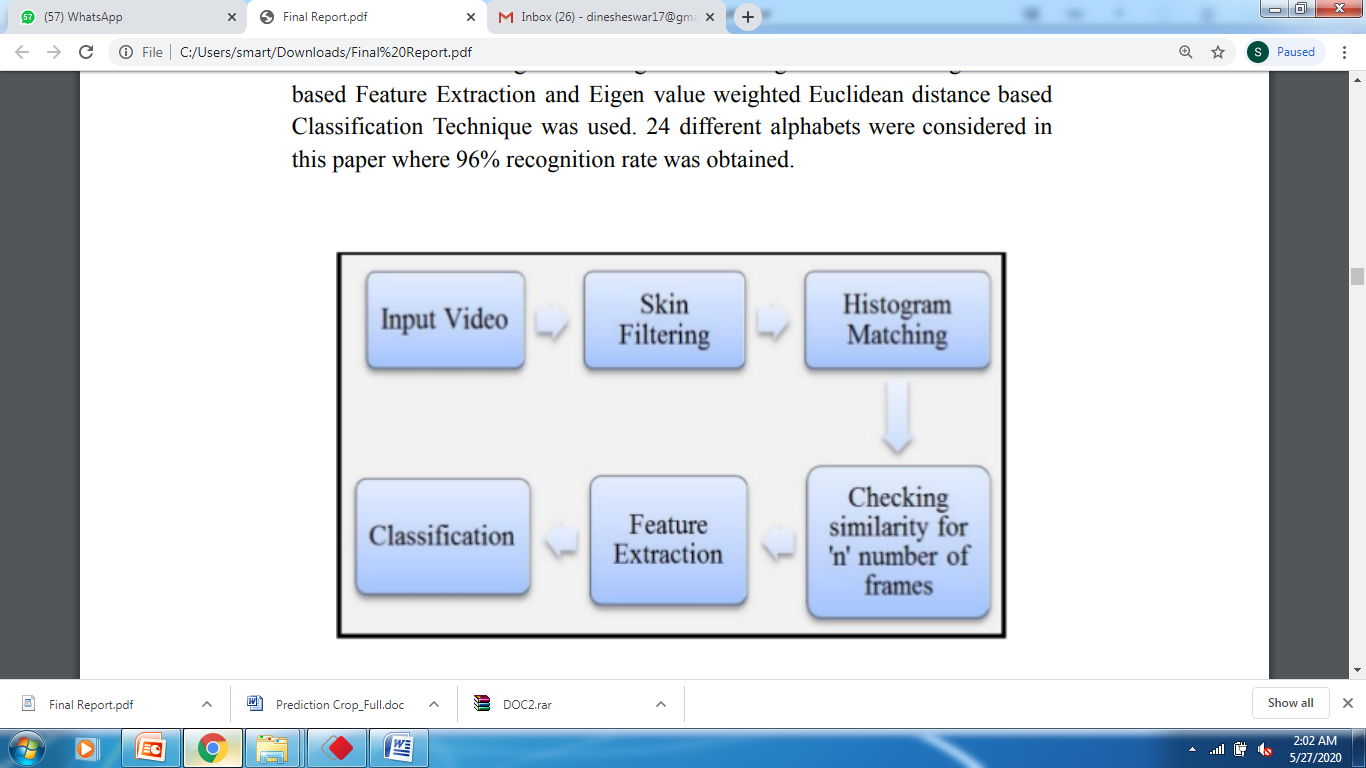 (57) WhatsApp
Final Report.pdf
Inbox (26) - dinesheswar17@gma
File
C:/Users/smart/Downloads/Final%20Report.pdf
S
Paused
based Feature Extraction and Eigen value weighted Euclidean distance based
Classification Technique was used. 24 different alphabets were considered in
this paper where 96% recognition rate was obtained.
Input Video
Skin
Filtering
Histogram
Matching
Checking
similarity for
'n' number of
frames
Feature
Extraction
Classification
Final Report.pdf
Prediction Crop_Full.doc
DOC2.rar
Show all
2:02 AM
5/27/2020